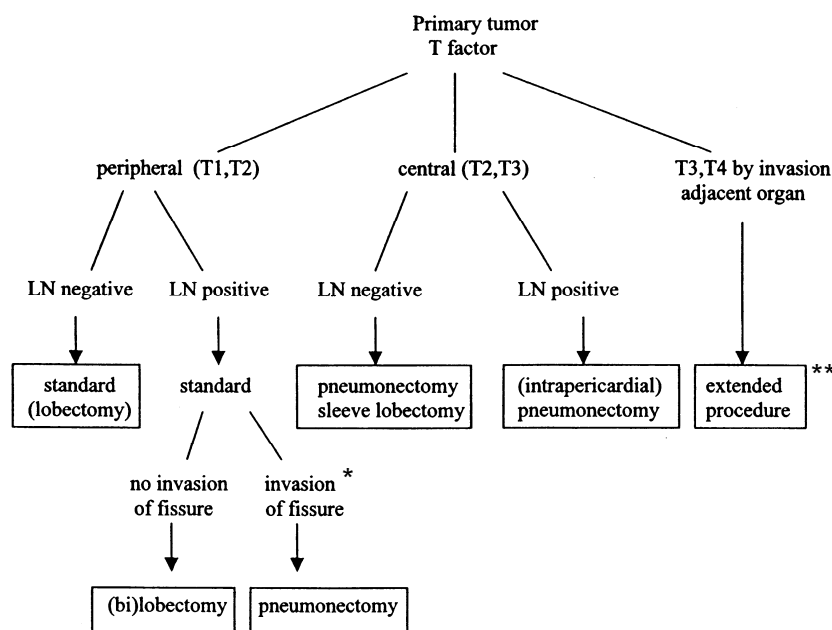 Primary tumor
T factor
peripheral (T1,T2)
central (T2,T3)
T3,T4 by invasion
adjacent organ
LN negative
LN positive
LN negative
LN positive
standard
(lobectomy)
standard
pneumonectomy
sleeve lobectomy
(intrapericardial)
pneumonectomy
extended
procedure
**
no invasion
of fissure
invasion *
of fissure
(bi)lobectomy
pneumonectomy